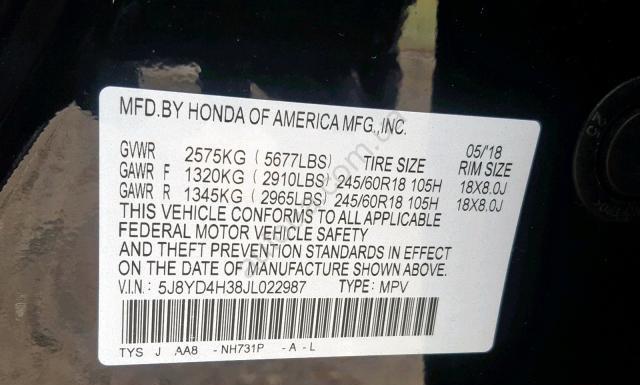 MFD.BY HONDA OF AMERICA MFG.,INC.
05/'18
GVWR 2575KG (5677LBS) TIRE SIZE RIM SIZE
GAWR F 1320KG (2910LBS) 245/60R18 105H 18X8.0J
GAWR R 1345KG (2965LBS) 245/60R18 105H 18X8.0J
THIS VEHICLE CONFORMS TO ALL APPLICABLE
FEDERAL MOTOR VEHICLE SAFETY
AND THEFT PREVENTION STANDARDS IN EFFECT
ON THE DATE OF MANUFACTURE SHOWN ABOVE.
V.I.N.: 5J8YD4H38JL022987 TYPE: MPV
TYS J AA8 - NH731P - A - L